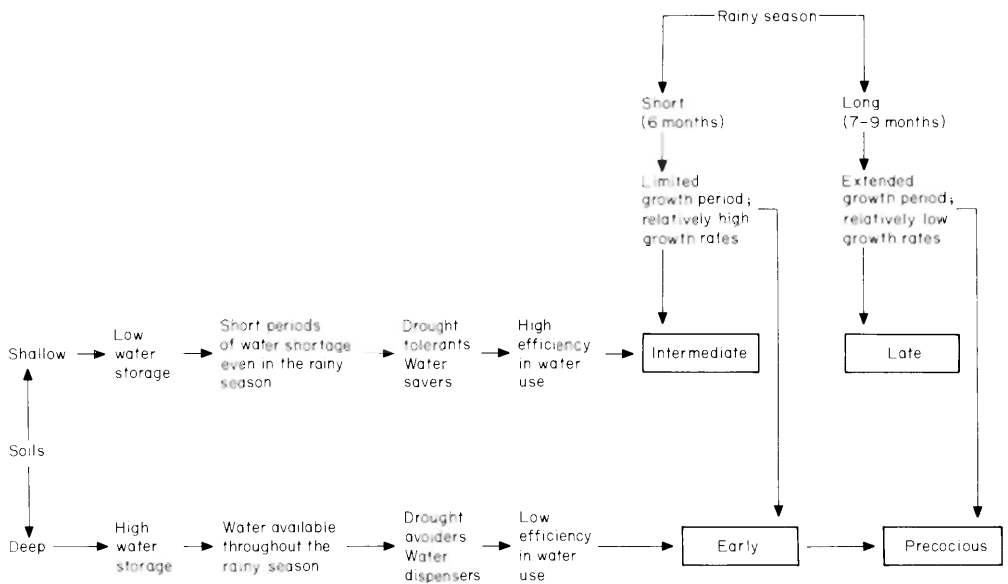 Rainy season
Short
(6 months)
Long
(7-9 months)
Limited
growth period;
relatively high
growth rates
Extended
growth period;
relatively low
growth rates
Shallow
Low
water
storage
Short periods
of water shortage
even in the rainy
season
Drought
tolerants
Water
savers
High
efficiency
in water
use
Intermediate
Late
Soils
Deep
High
water
storage
Water available
throughout the
rainy season
Drought
avoiders
Water
dispensers
Low
efficiency
in water
use
Early
Precocious